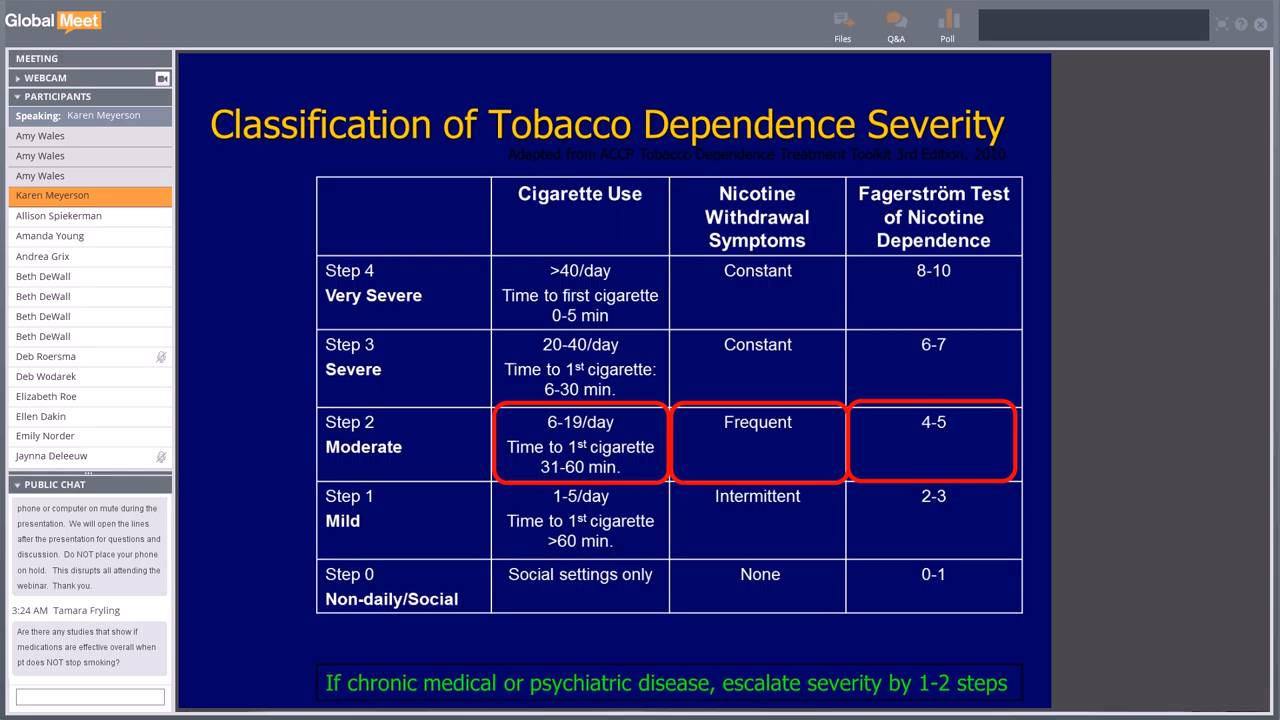 GlobalMeet
Files
Q&A
Poll
MEETING
WEBCAM
PARTICIPANTS
Speaking: Karen Meyerson
Amy Wales
Amy Wales
Amy Wales
Karen Meyerson
Allison Spiekerman
Amanda Young
Andrea Grix
Beth DeWall
Beth DeWall
Beth DeWall
Beth DeWall
Deb Roersma
Deb Wodarek
Elizabeth Roe
Ellen Dakin
Emily Norder
Jaynna Deleeuw
PUBLIC CHAT
phone or computer on mute during the
presentation. We will open the lines
after the presentation for questions and
discussion. Do NOT place your phone
on hold. This disrupts all attending the
webinar. Thank you.
3:24 AM Tamara Fryling
Are there any studies that show if
medications are effective overall when
pt does NOT stop smoking?
Classification of Tobacco Dependence Severity
Adapted from ACCP Tobacco Dependence Treatment Toolkit 3rd Edition, 2010
Cigarette Use
Nicotine
Withdrawal
Symptoms
Fagerström Test
of Nicotine
Dependence
Step 4
Very Severe
>40/day
Time to first cigarette
0-5 min
Constant
8-10
Step 3
Severe
20-40/day
Time to 1st cigarette:
6-30 min.
Constant
6-7
Step 2
Moderate
6-19/day
Time to 1st cigarette
31-60 min.
Frequent
4-5
Step 1
Mild
1-5/day
Time to 1st cigarette
>60 min.
Intermittent
2-3
Step 0
Non-daily/Social
Social settings only
None
0-1
If chronic medical or psychiatric disease, escalate severity by 1-2 steps